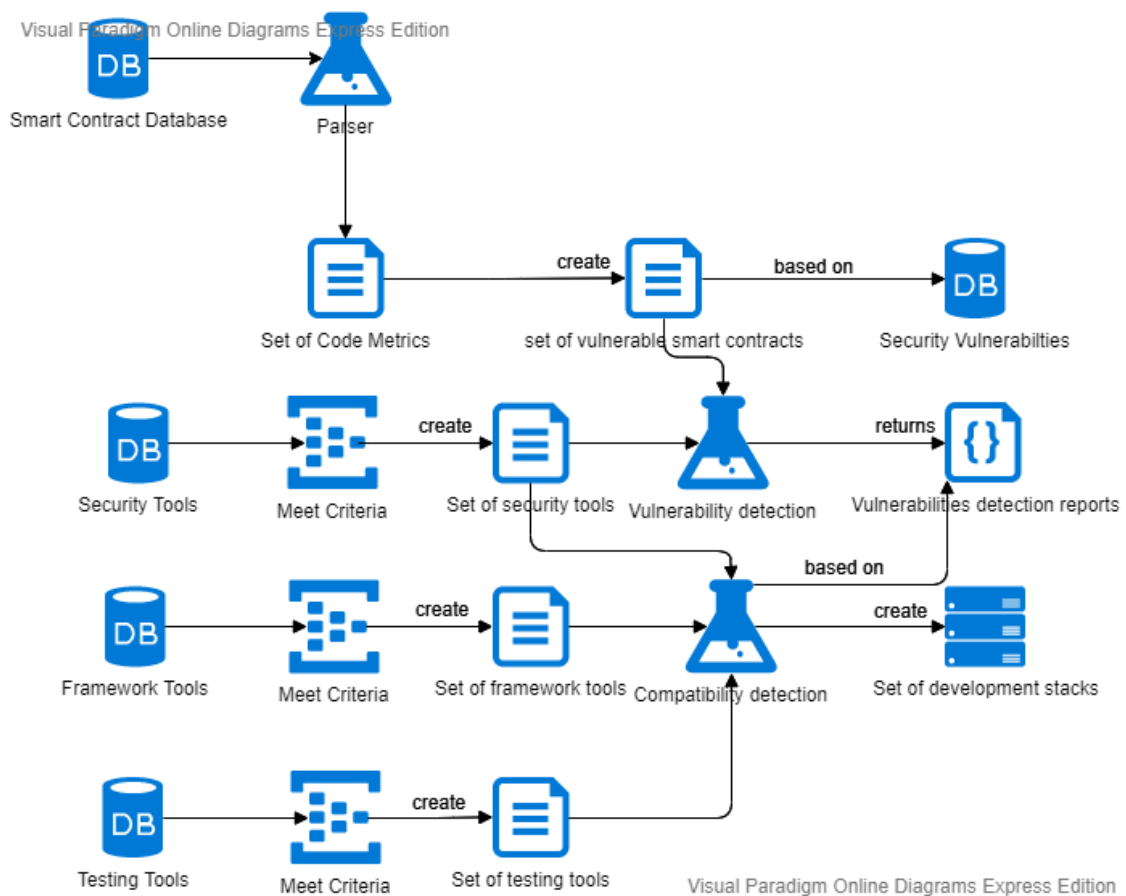 Visual Paradigm Online Diagrams Express Edition
DB
Smart Contract Database
Parser
create
based on
DB
Set of Code Metrics
set of vulnerable smart contracts
Security Vulnerabilties
DB
create
returns
{}
Security Tools
Meet Criteria
Set of security tools
Vulnerability detection
Vulnerabilities detection reports
based on
DB
create
create
Framework Tools
Meet Criteria
Set of framework tools
Compatibility detection
Set of development stacks
DB
create
Testing Tools
Meet Criteria
Set of testing tools
Visual Paradigm Online Diagrams Express Edition